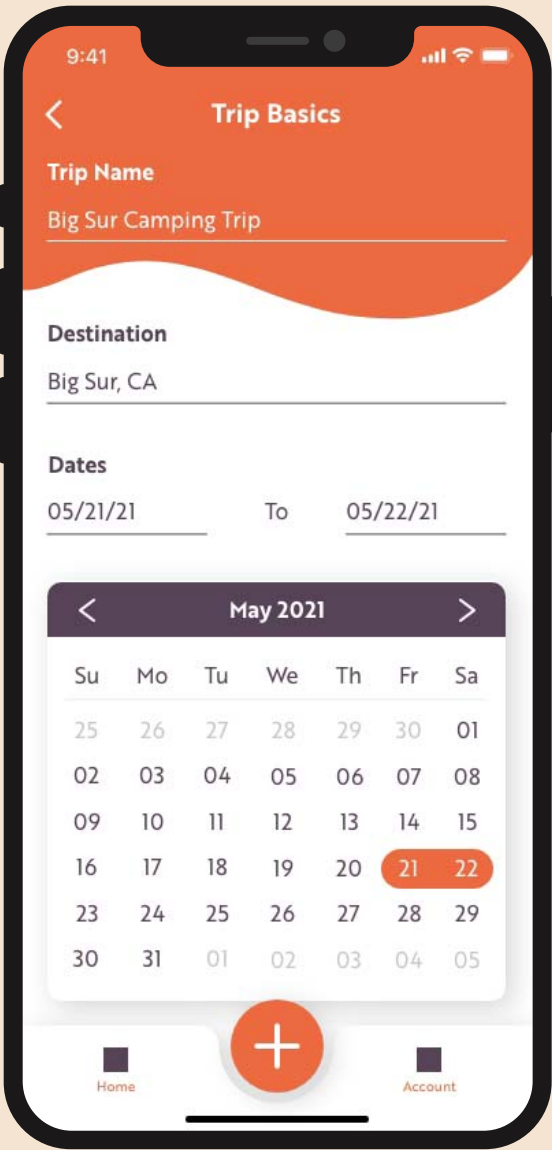 9:41
Trip Basics
Trip Name
Big Sur Camping Trip
Destination
Big Sur, CA
Dates
05/21/21 To 05/22/21
May 2021
Su Mo Tu We Th Fr Sa
25 26 27 28 29 30 01
02 03 04 05 06 07 08
09 10 11 12 13 14 15
16 17 18 19 20 21 22
23 24 25 26 27 28 29
30 31 01 02 03 04 05
Home Account